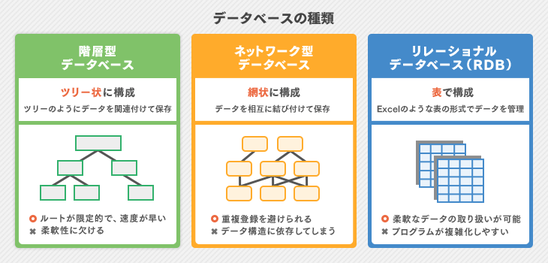 データベースの種類
階層型
データベース
ツリー状に構成
ツリーのようにデータを関連付けて保存
○ ルートが限定的で、速度が早い
✖ 柔軟性に欠ける
ネットワーク型
データベース
網状に構成
データを相互に結び付けて保存
○ 重複登録を避けられる
✖ データ構造に依存してしまう
リレーショナル
データベース（RDB）
表で構成
Excelのような表の形式でデータを管理
○ 柔軟なデータの取り扱いが可能
✖ プログラムが複雑化しやすい